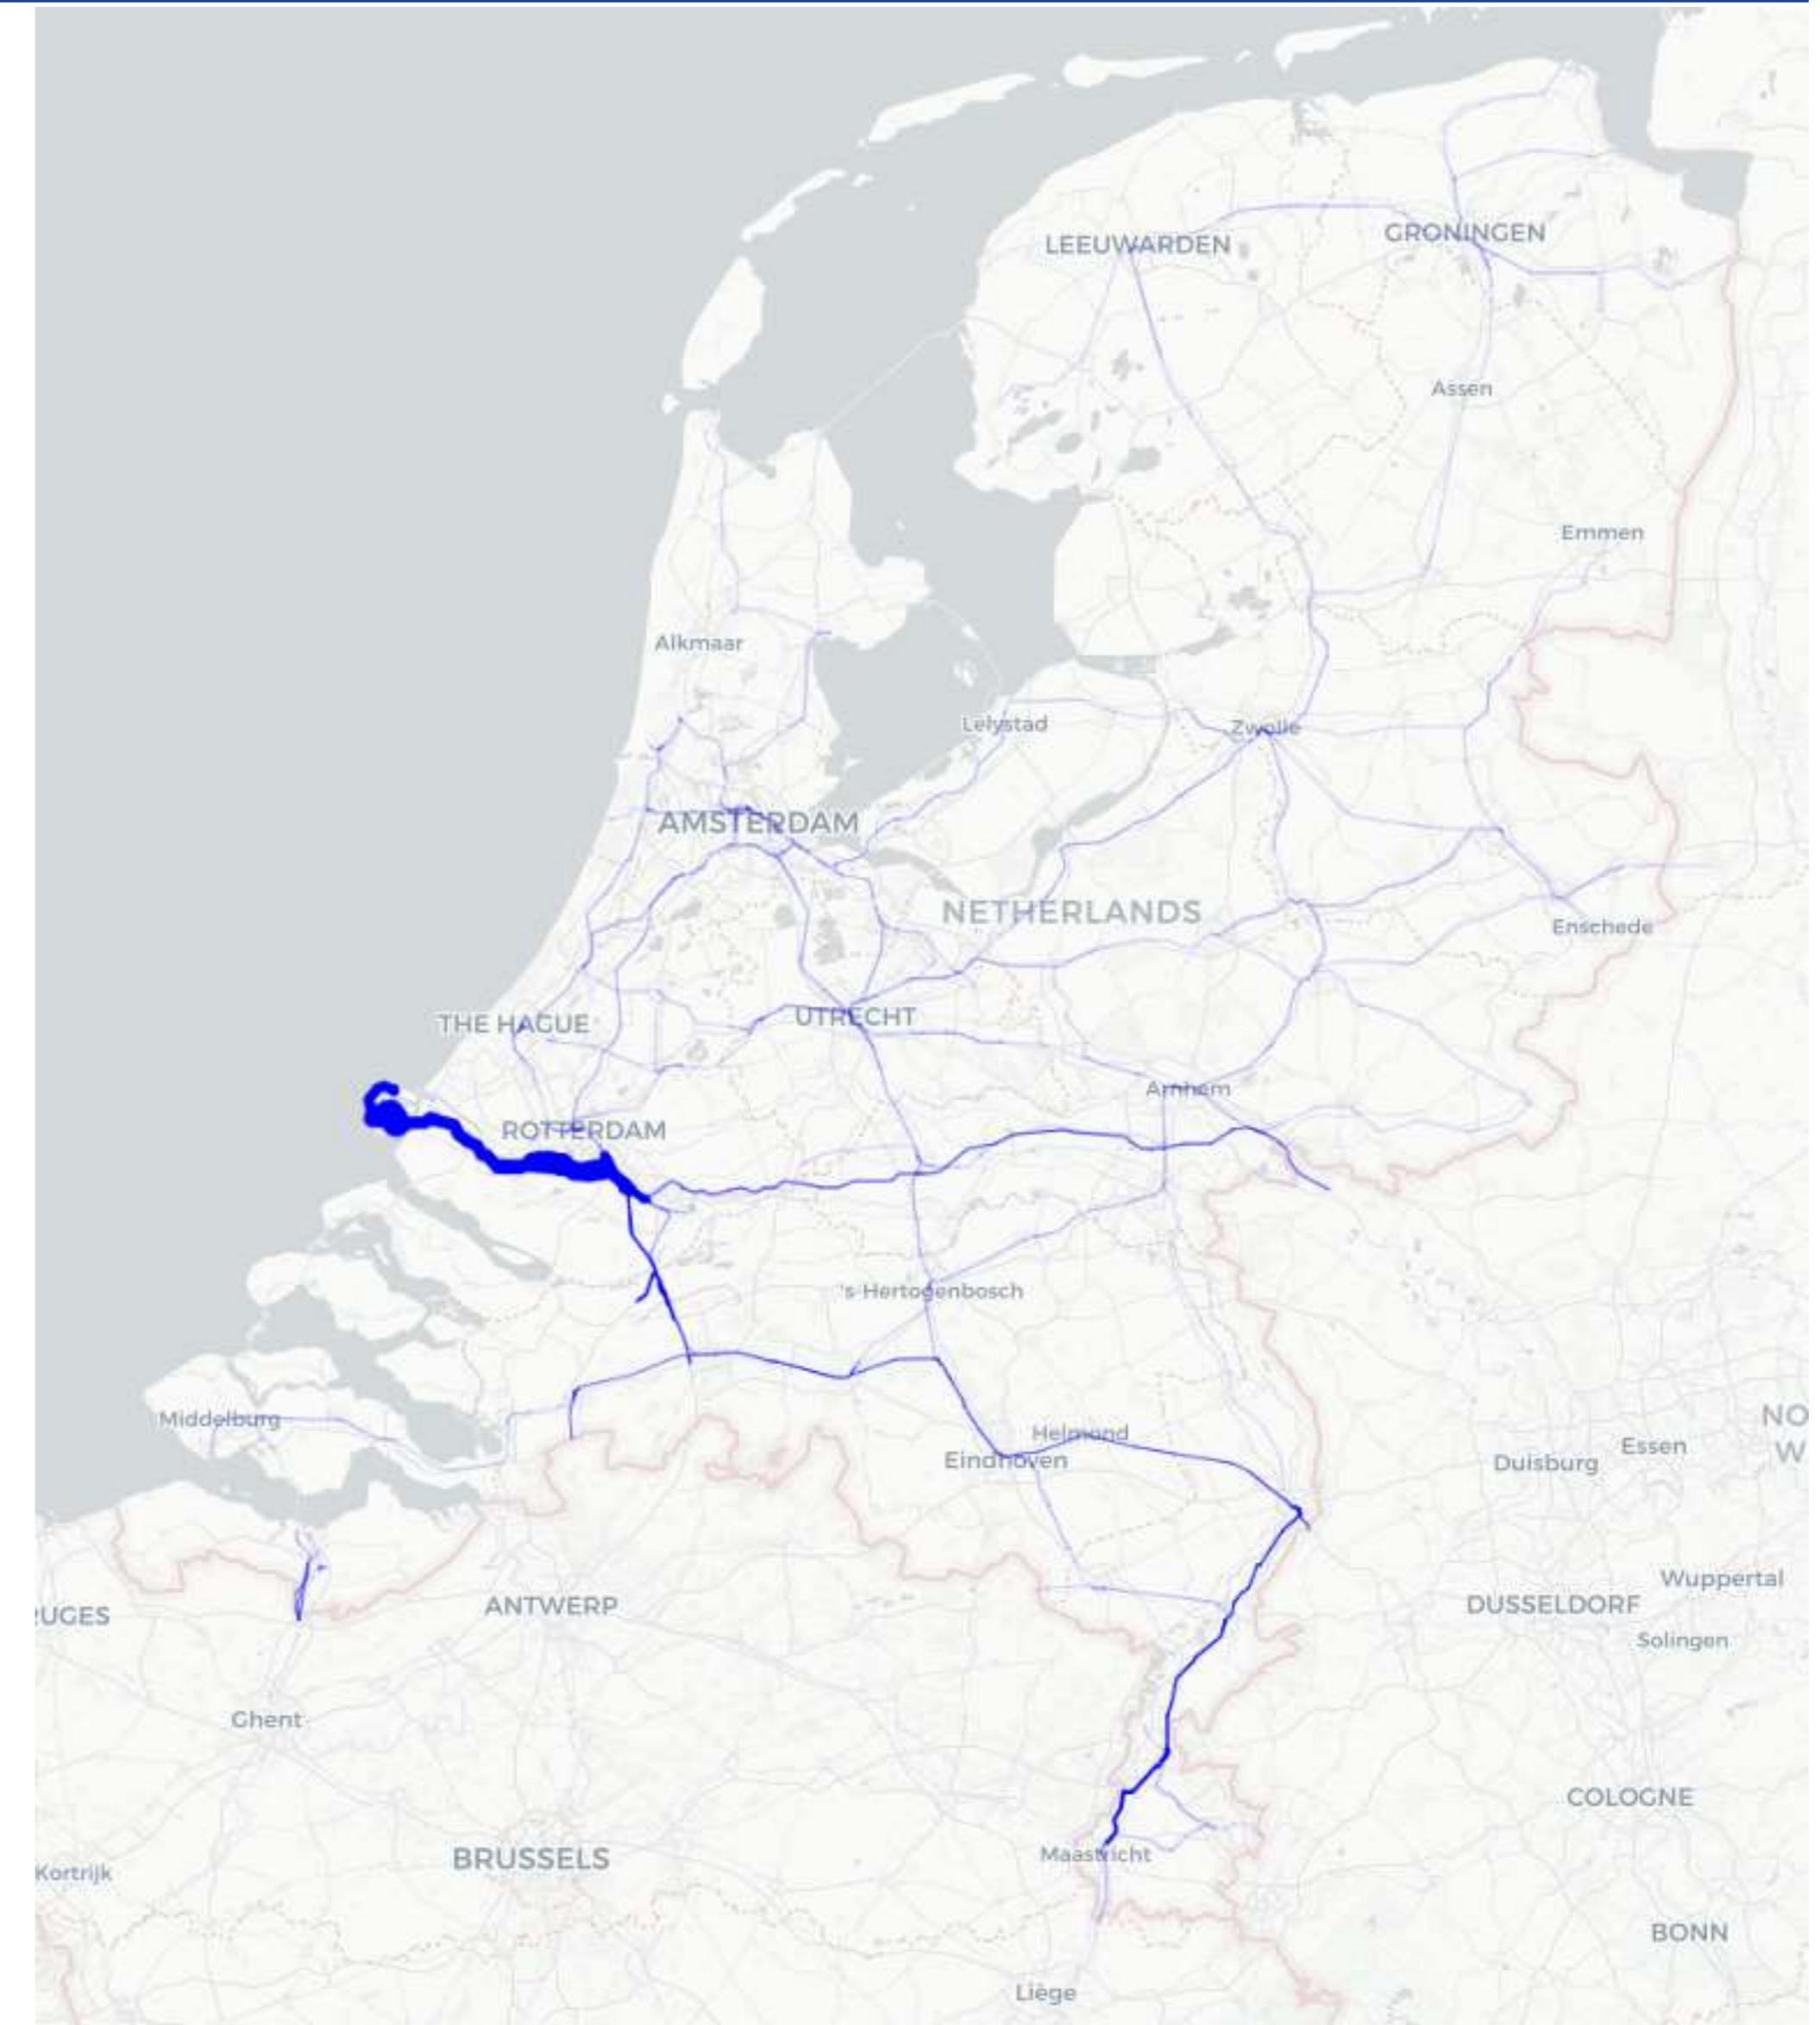 LEEUWARDEN
GRONINGEN
Assen
Emmen
Alkmaar
Lelystad
Zwolle
AMSTERDAM
NETHERLANDS
Enschede
THE HAGUE
UTRECHT
Arnhem
ROTTERDAM
's-Hertogenbosch
Middelburg
Helmond
Eindhoven
Duisburg
Essen
NO
W
ANTWERP
DUSSELDORF
Wuppertal
Solingen
UGES
Ghent
COLOGNE
BRUSSELS
Maastricht
Kortrijk
BONN
Liège